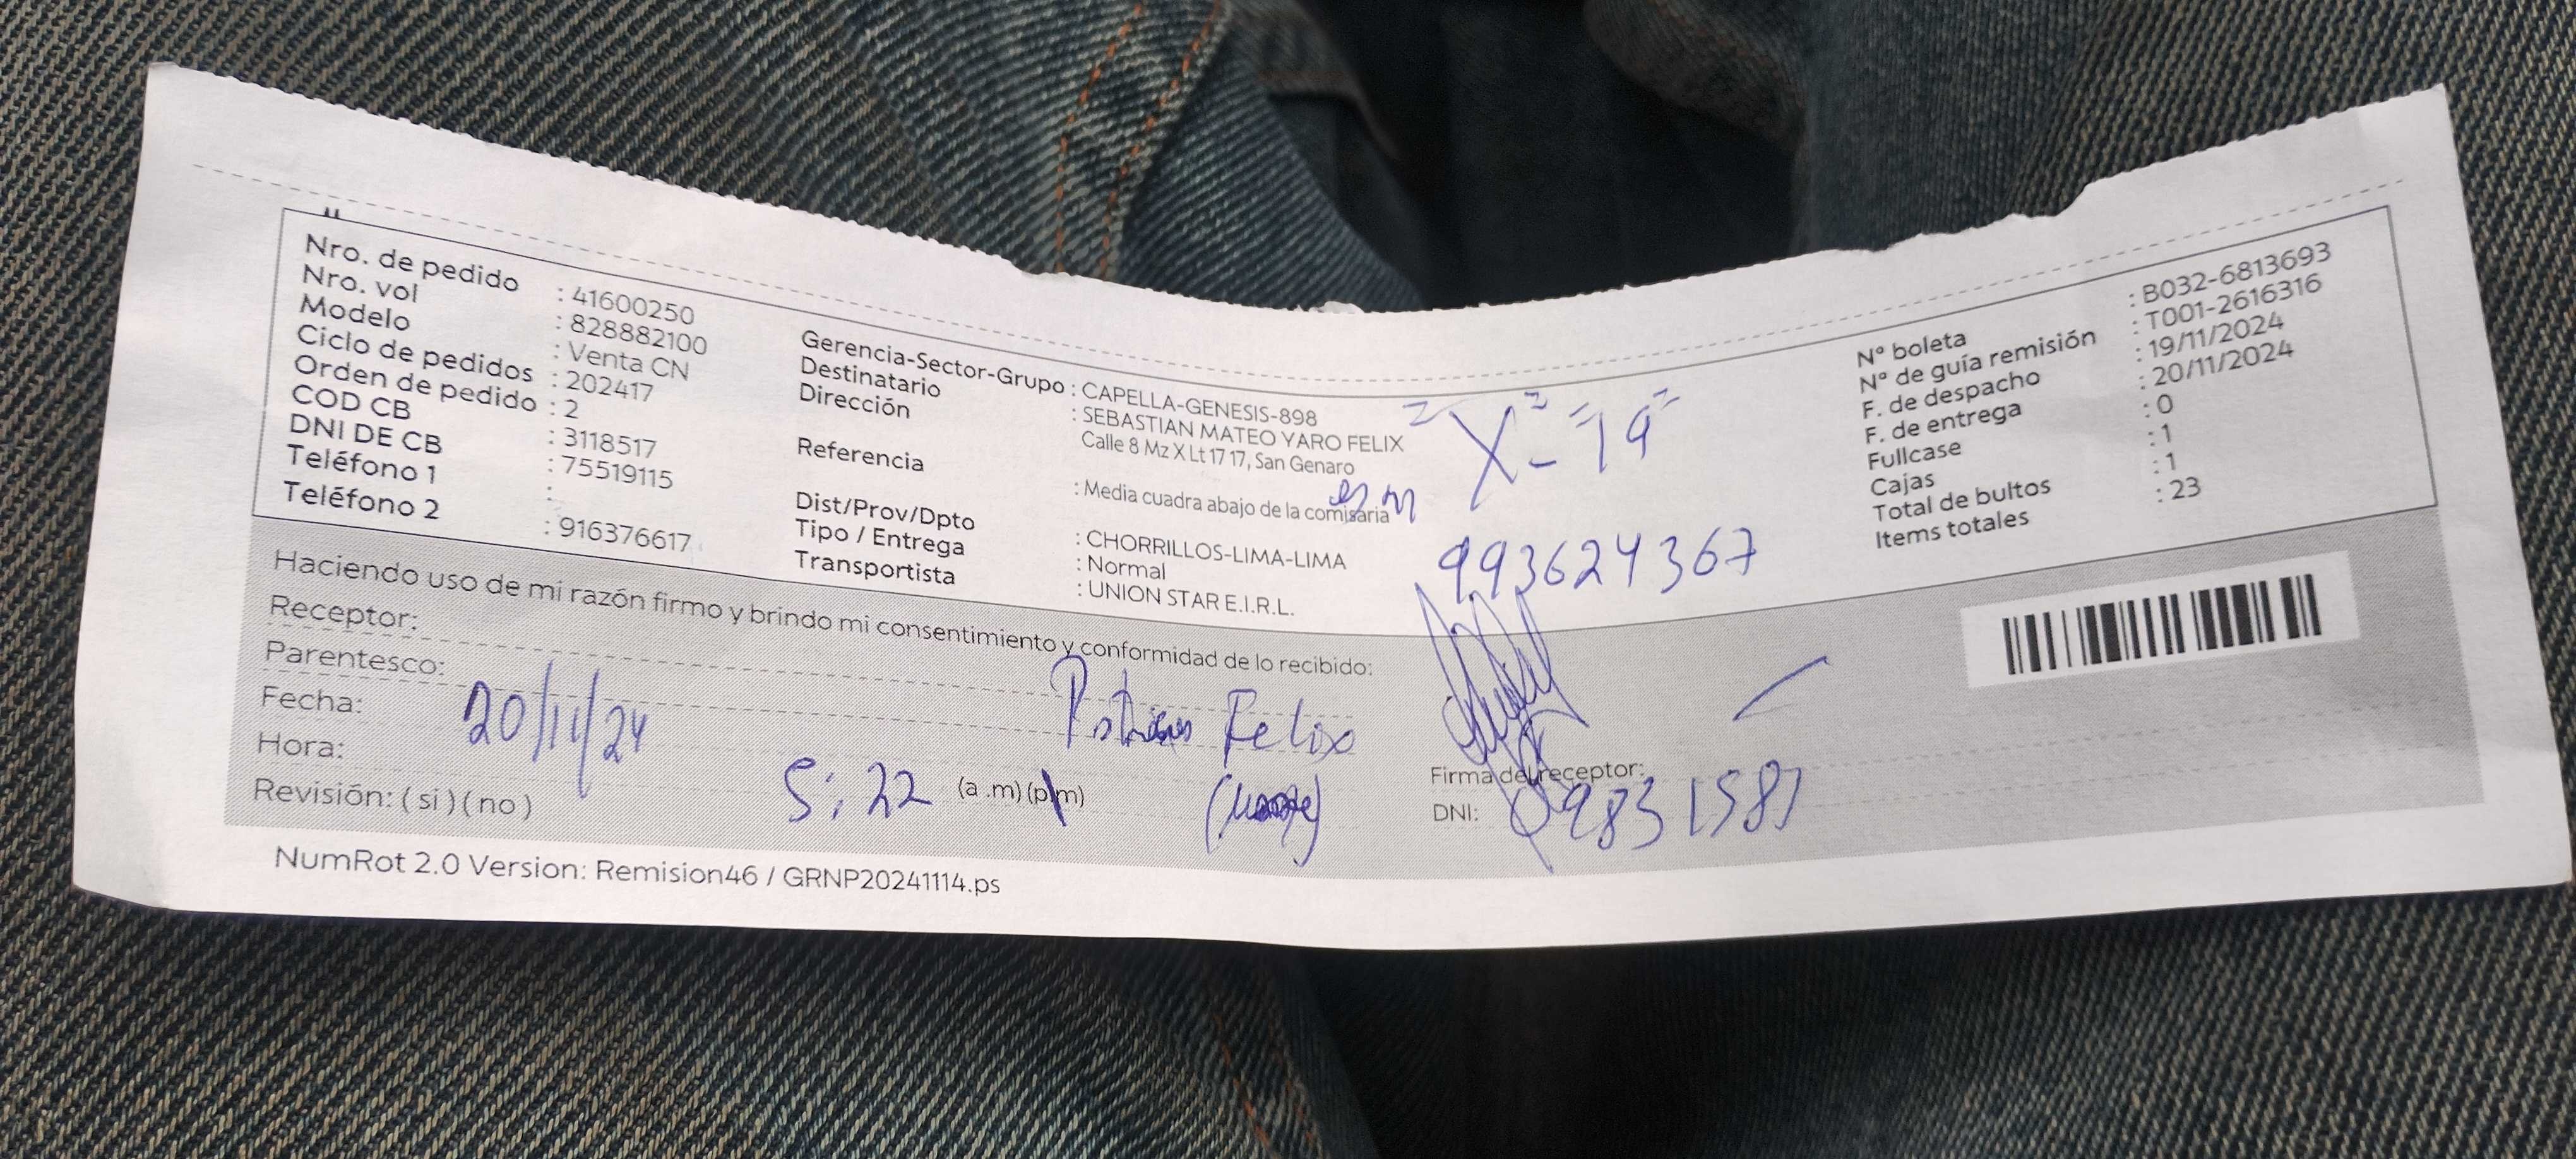 Nro. de pedido : 41600250
Nro. vol : 828882100
Modelo : Venta CN
Ciclo de pedidos : 202417
Orden de pedido : 2
COD CB : 3118517
DNI DE CB : 75519115
Teléfono 1 :
Teléfono 2 : 916376617
Gerencia-Sector-Grupo : CAPELLA-GENESIS-898
Destinatario : SEBASTIAN MATEO YARO FELIX
Dirección : Calle 8 Mz X Lt 17 17, San Genaro
Referencia : Media cuadra abajo de la comisaria
Dist/Prov/Dpto : CHORRILLOS-LIMA-LIMA
Tipo / Entrega : Normal
Transportista : UNION STAR E.I.R.L.
993624367
N° boleta : B032-6813693
N° de guía remisión : T001-2616316
F. de despacho : 19/11/2024
F. de entrega : 20/11/2024
Fullcase : 0
Cajas : 1
Total de bultos : 1
Items totales : 23
Haciendo uso de mi razón firmo y brindo mi consentimiento y conformidad de lo recibido:
Receptor:
Felix
Parentesco:
Fecha: 20/11/24
Hora: 5:22 (a .m) (p.m)
Revisión: ( si ) ( no )
Firma del receptor:
DNI:
NumRot 2.0 Version: Remision46 / GRNP20241114.ps